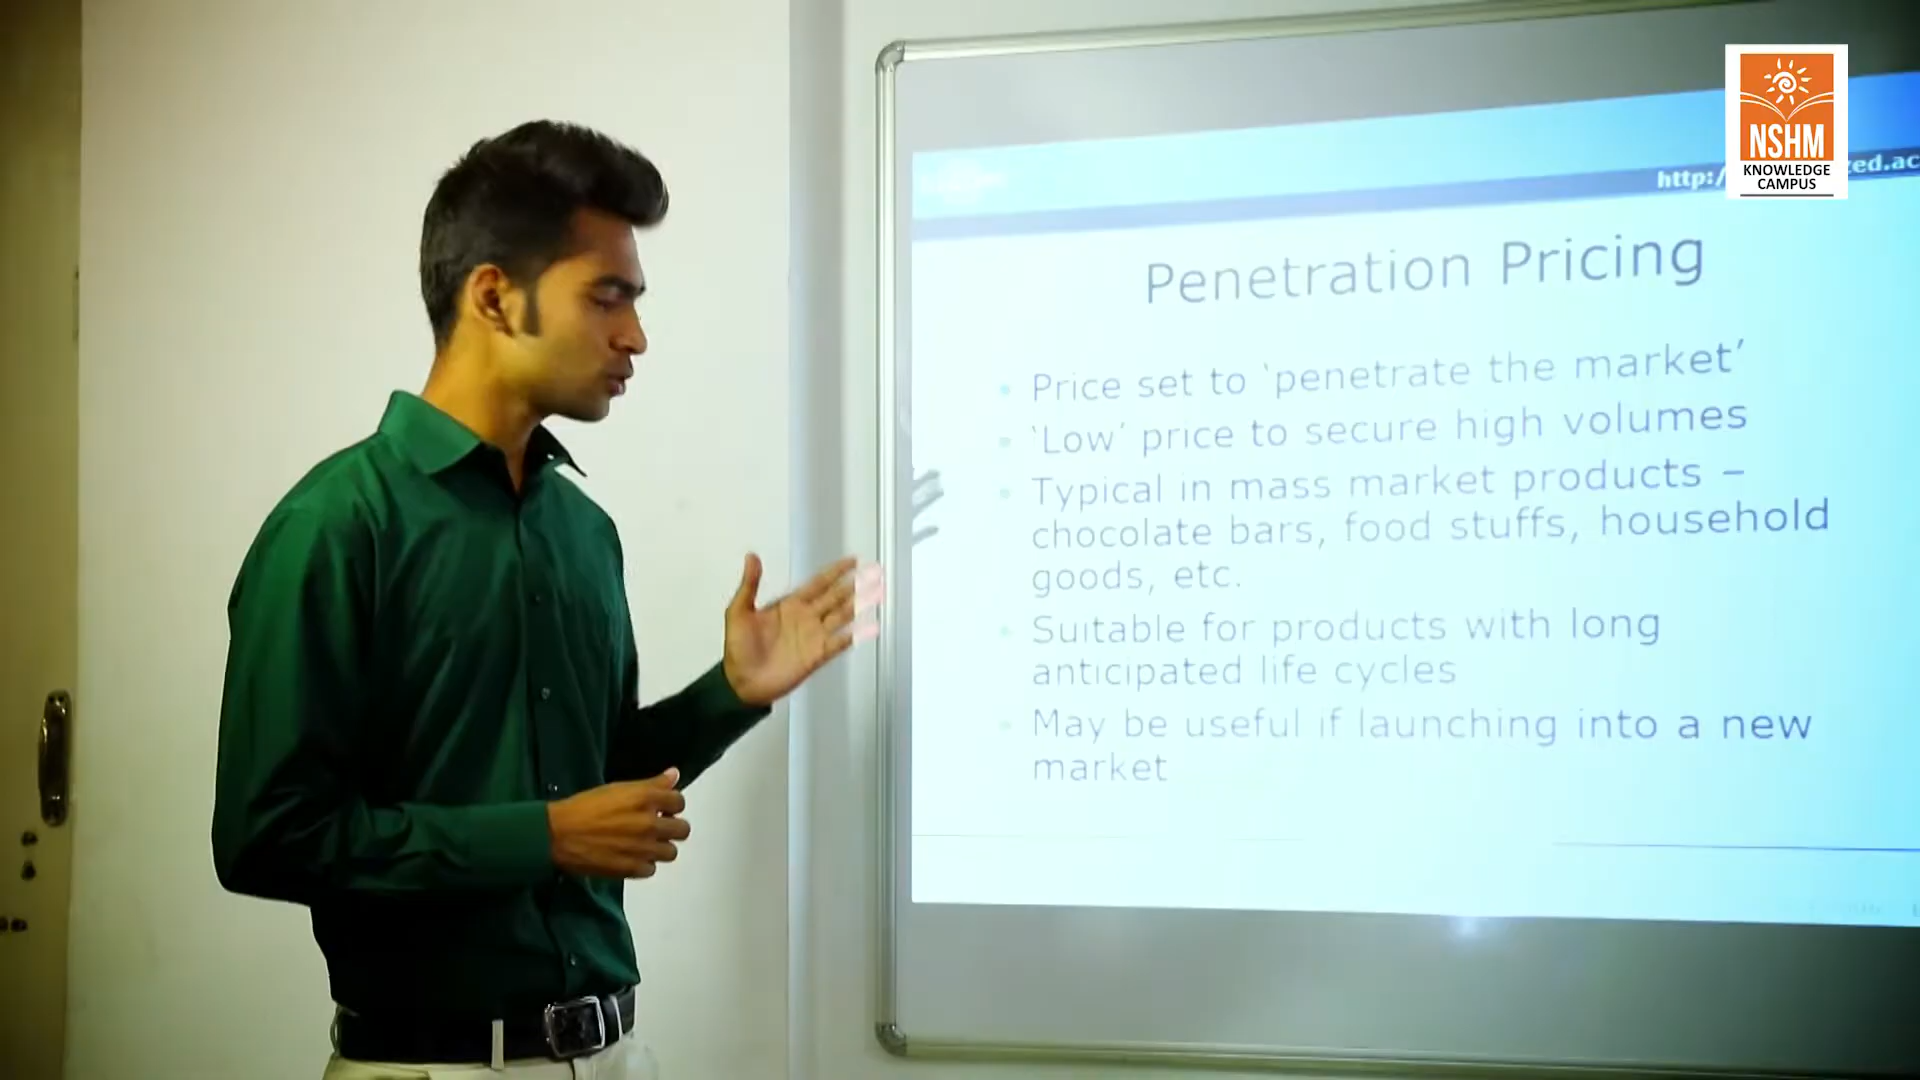 NSHM
KNOWLEDGE
CAMPUS
http:/
Penetration Pricing
Price set to ‘penetrate the market’
‘Low’ price to secure high volumes
Typical in mass market products –
chocolate bars, food stuffs, household
goods, etc.
Suitable for products with long
anticipated life cycles
May be useful if launching into a new
market